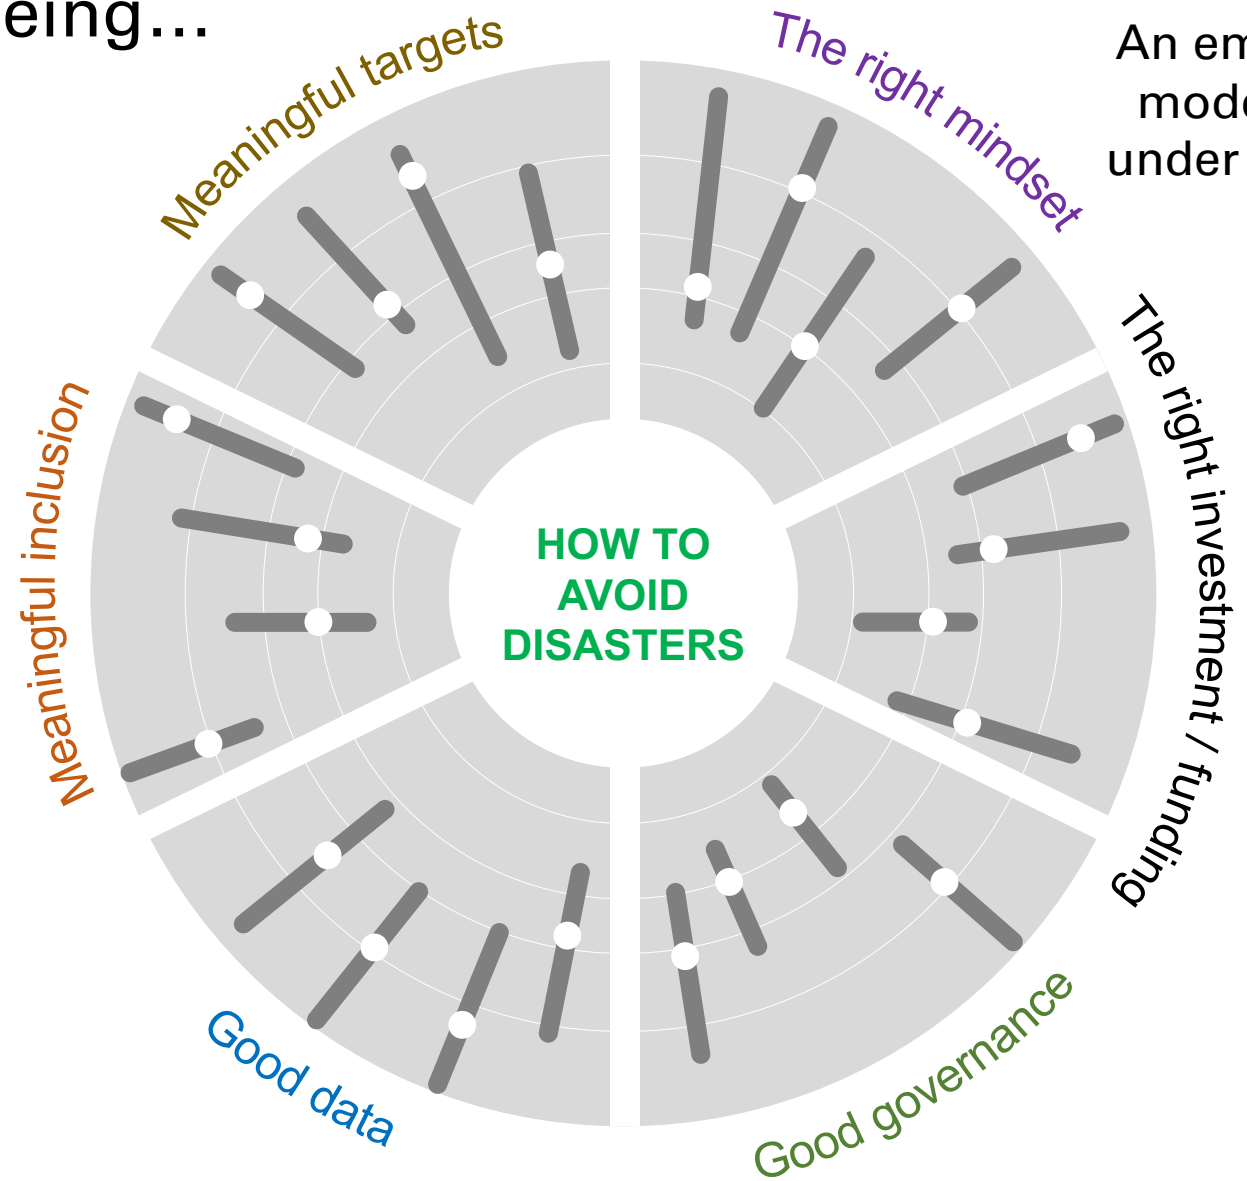 eing...
Meaningful targets
The right mindset
An em
mode
under
The right investment / funding
Meaningful inclusion
HOW TO
AVOID
DISASTERS
Good data
Good governance